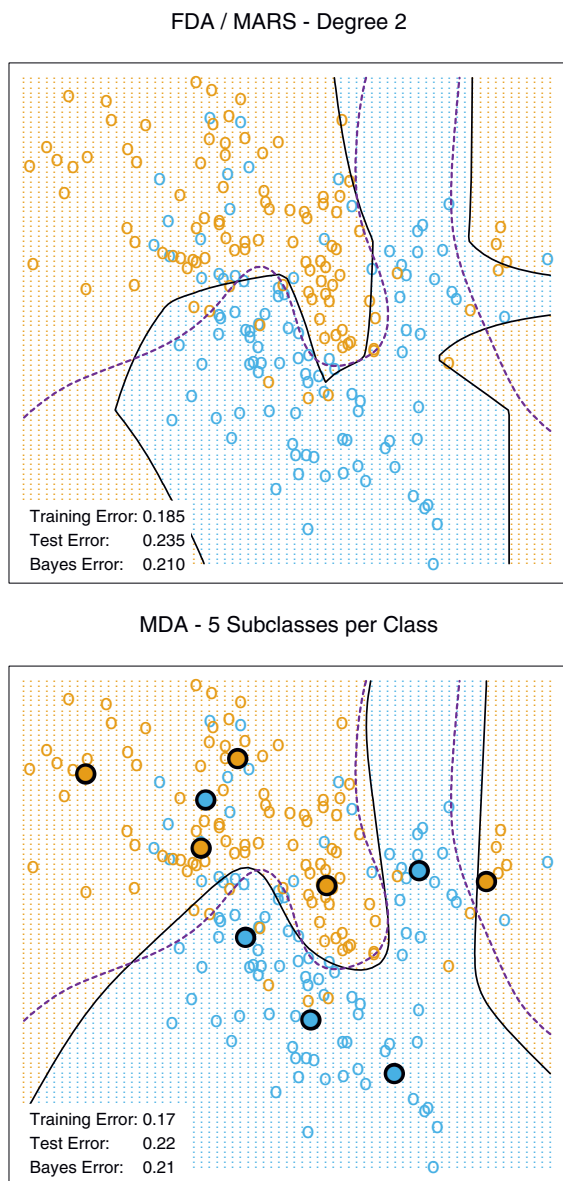 FDA / MARS - Degree 2
Training Error: 0.185
Test Error: 0.235
Bayes Error: 0.210
MDA - 5 Subclasses per Class
Training Error: 0.17
Test Error: 0.22
Bayes Error: 0.21